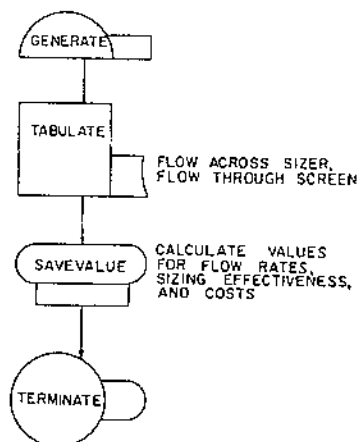 GENERATE
TABULATE
FLOW ACROSS SIZER,
FLOW THROUGH SCREEN
SAVEVALUE
CALCULATE VALUES
FOR FLOW RATES,
SIZING EFFECTIVENESS,
AND COSTS
TERMINATE